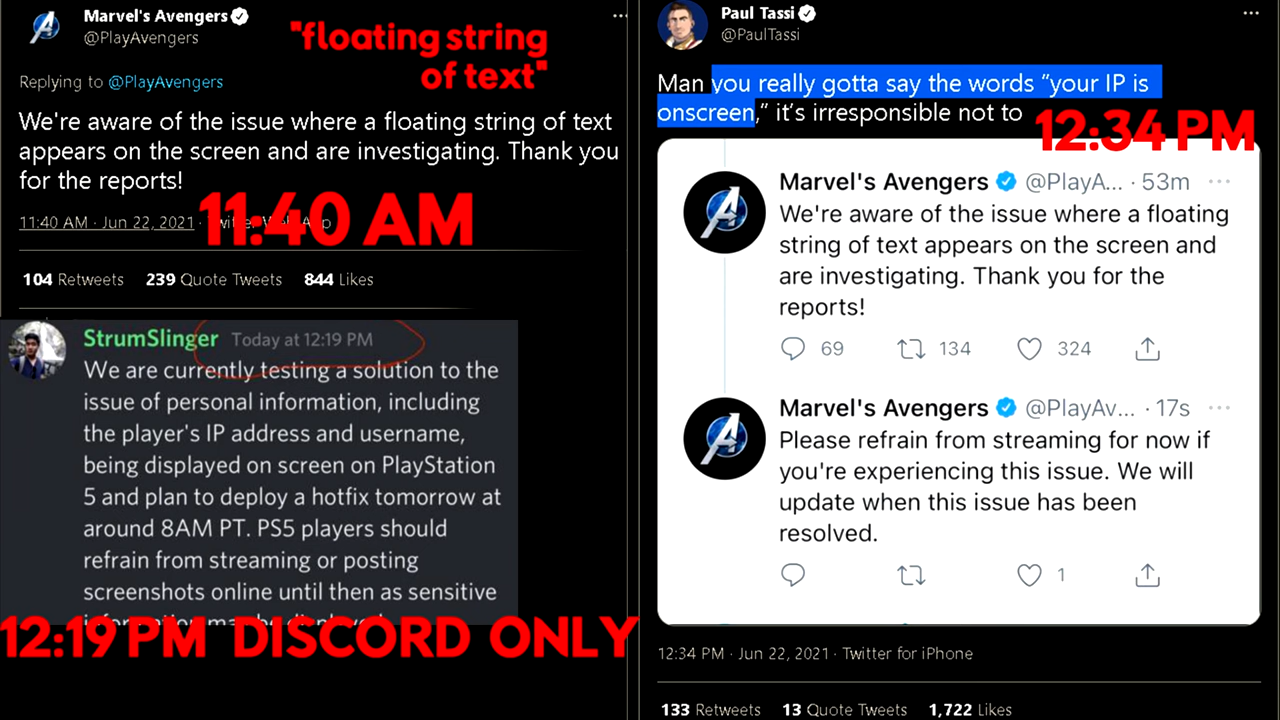 Marvel's Avengers
@PlayAvengers
"floating string
of text"
Replying to @PlayAvengers
We're aware of the issue where a floating string of text
appears on the screen and are investigating. Thank you
for the reports!
11:40 AM · Jun 22, 2021 · Twitter Web App
11:40 AM
104 Retweets 239 Quote Tweets 844 Likes
StrumSlinger Today at 12:19 PM
We are currently testing a solution to the
issue of personal information, including
the player's IP address and username,
being displayed on screen on PlayStation
5 and plan to deploy a hotfix tomorrow at
around 8AM PT. PS5 players should
refrain from streaming or posting
screenshots online until then as sensitive
12:19 PM DISCORD ONLY
Paul Tassi
@PaulTassi
Man you really gotta say the words “your IP is
onscreen,” it’s irresponsible not to
12:34 PM
Marvel's Avengers @PlayA... · 53m
We're aware of the issue where a floating
string of text appears on the screen and
are investigating. Thank you for the
reports!
69 134 324
Marvel's Avengers @PlayAv... · 17s
Please refrain from streaming for now if
you're experiencing this issue. We will
update when this issue has been
resolved.
1
12:34 PM · Jun 22, 2021 · Twitter for iPhone
133 Retweets 13 Quote Tweets 1,722 Likes